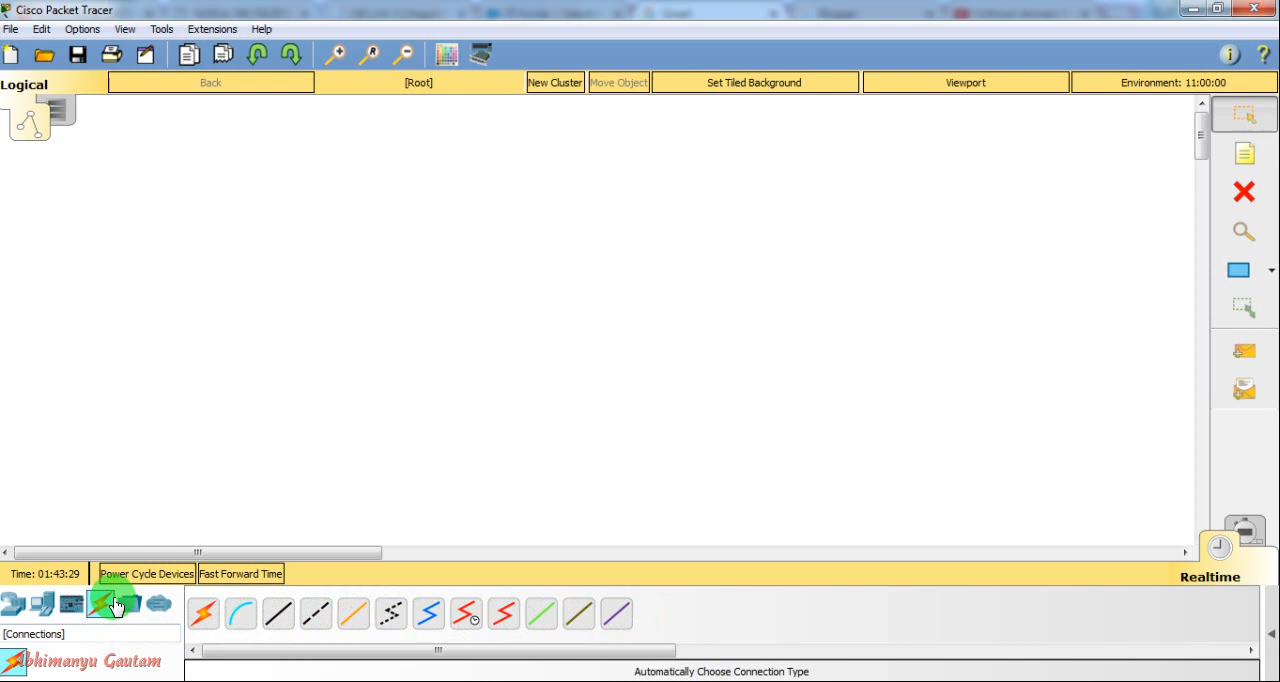 Cisco Packet Tracer
File Edit Options View Tools Extensions Help
Logical Back [Root] New Cluster Move Object Set Tiled Background Viewport Environment: 11:00:00
Time: 01:43:29 Power Cycle Devices Fast Forward Time Realtime
[Connections]
Abhimanyu Gautam
Automatically Choose Connection Type